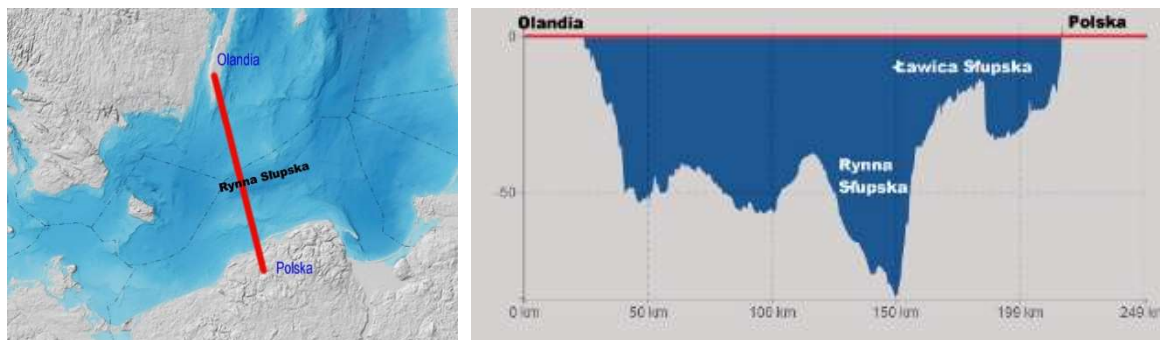 Olandia
Rynna Słupska
Polska
Olandia
Polska
0
Ławica Słupska
Rynna
Słupska
-50
0 km
50 km
100 km
150 km
199 km
249 k